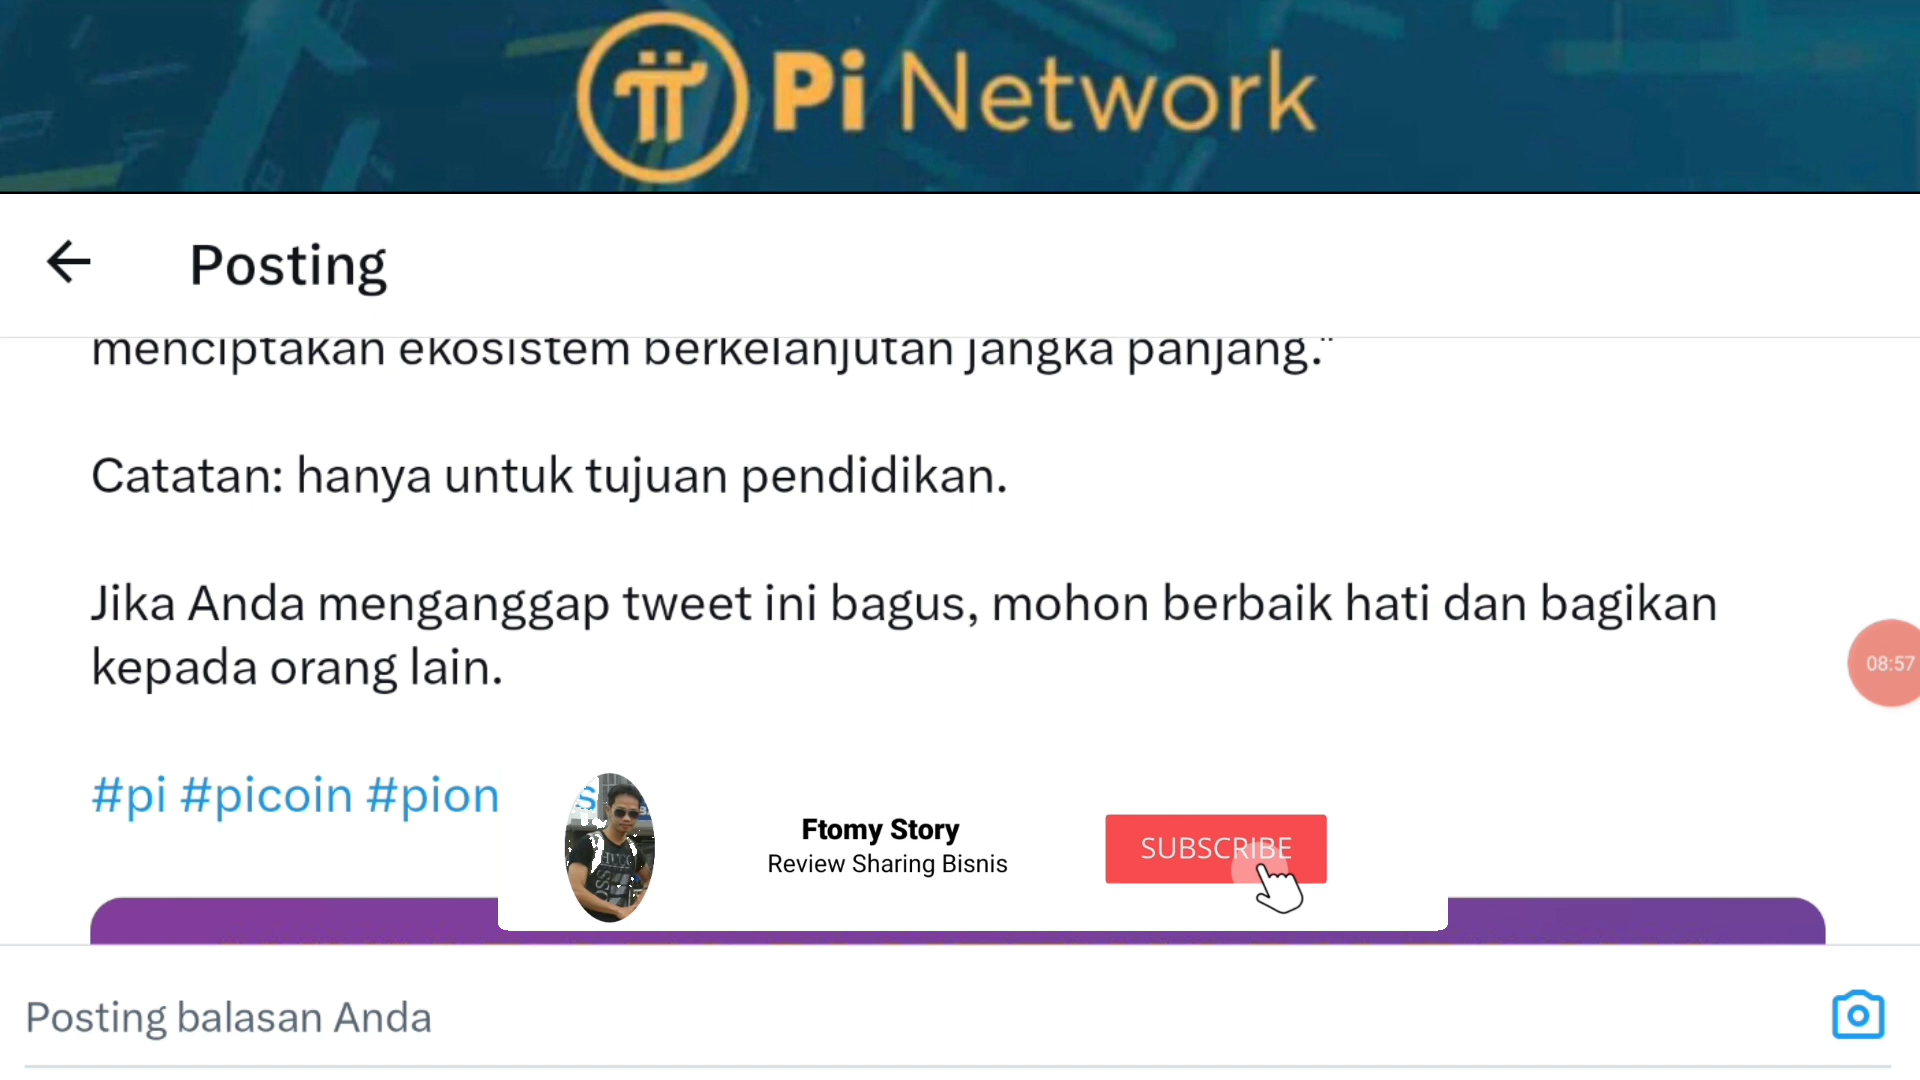 Pi Network
Posting
menciptakan ekosistem berkelanjutan jangka panjang."
Catatan: hanya untuk tujuan pendidikan.
Jika Anda menganggap tweet ini bagus, mohon berbaik hati dan bagikan
kepada orang lain.
08:57
#pi #picoin #pion
Ftomy Story
Review Sharing Bisnis
SUBSCRIBE
Posting balasan Anda